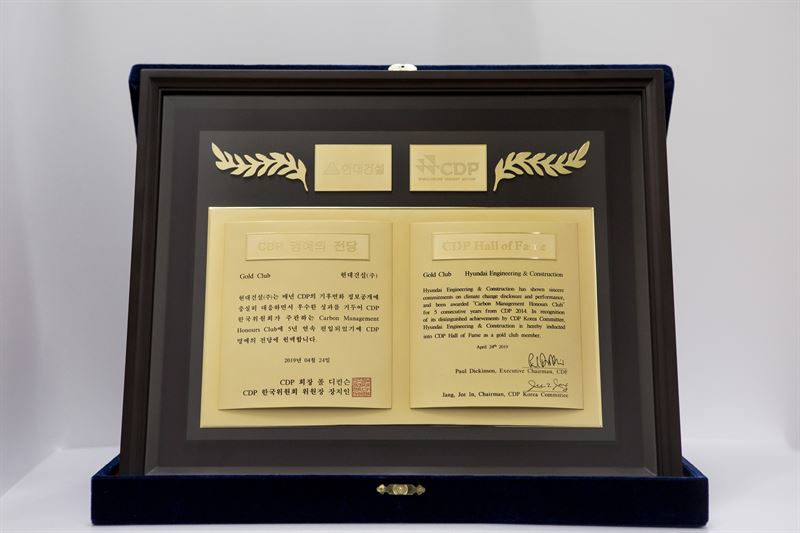 현대건설
CDP
CDP 명예의 전당
Gold Club 현대건설(주)
현대건설(주)는 매년 CDP의 기후변화 정보공개에
충실히 대응하면서 우수한 성과를 거두어 CDP
한국위원회가 주관하는 Carbon Management
Honours Club에 5년 연속 편입되었기에 CDP
명예의 전당에 헌액합니다.
2019년 04월 24일
CDP 회장 폴 디킨슨
CDP 한국위원회 위원장 장지인
CDP Hall of Fame
Gold Club Hyundai Engineering & Construction
Hyundai Engineering & Construction has shown sincere
commitments on climate change disclosure and performance,
and been awarded "Carbon Management Honours Club"
for 5 consecutive years from CDP 2014. In recognition
of its distinguished achievements by CDP Korea Committee,
Hyundai Engineering & Construction is hereby inducted
into CDP Hall of Fame as a gold club member.
April 24th 2019
Paul Dickinson, Executive Chairman, CDP
Jang, Jee In, Chairman, CDP Korea Committee